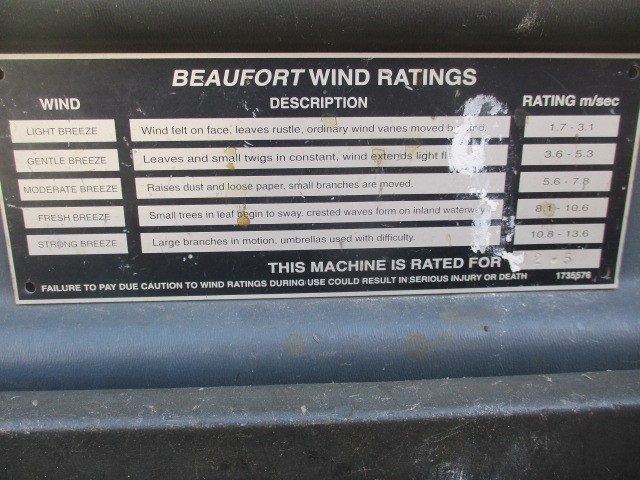 BEAUFORT WIND RATINGS
WIND DESCRIPTION RATING m/sec
LIGHT BREEZE Wind felt on face, leaves rustle, ordinary wind vanes moved by wind. 1.7 - 3.1
GENTLE BREEZE Leaves and small twigs in constant, wind extends light 3.6 - 5.3
MODERATE BREEZE Raises dust and loose paper, small branches are moved. 5.6 - 7.8
FRESH BREEZE Small trees in leaf begin to sway. crested waves form on inland waterway 8.1 - 10.6
STRONG BREEZE Large branches in motion, umbrellas used with difficulty. 10.8 - 13.6
THIS MACHINE IS RATED FOR
FAILURE TO PAY DUE CAUTION TO WIND RATINGS DURING USE COULD RESULT IN SERIOUS INJURY OR DEATH 1735576